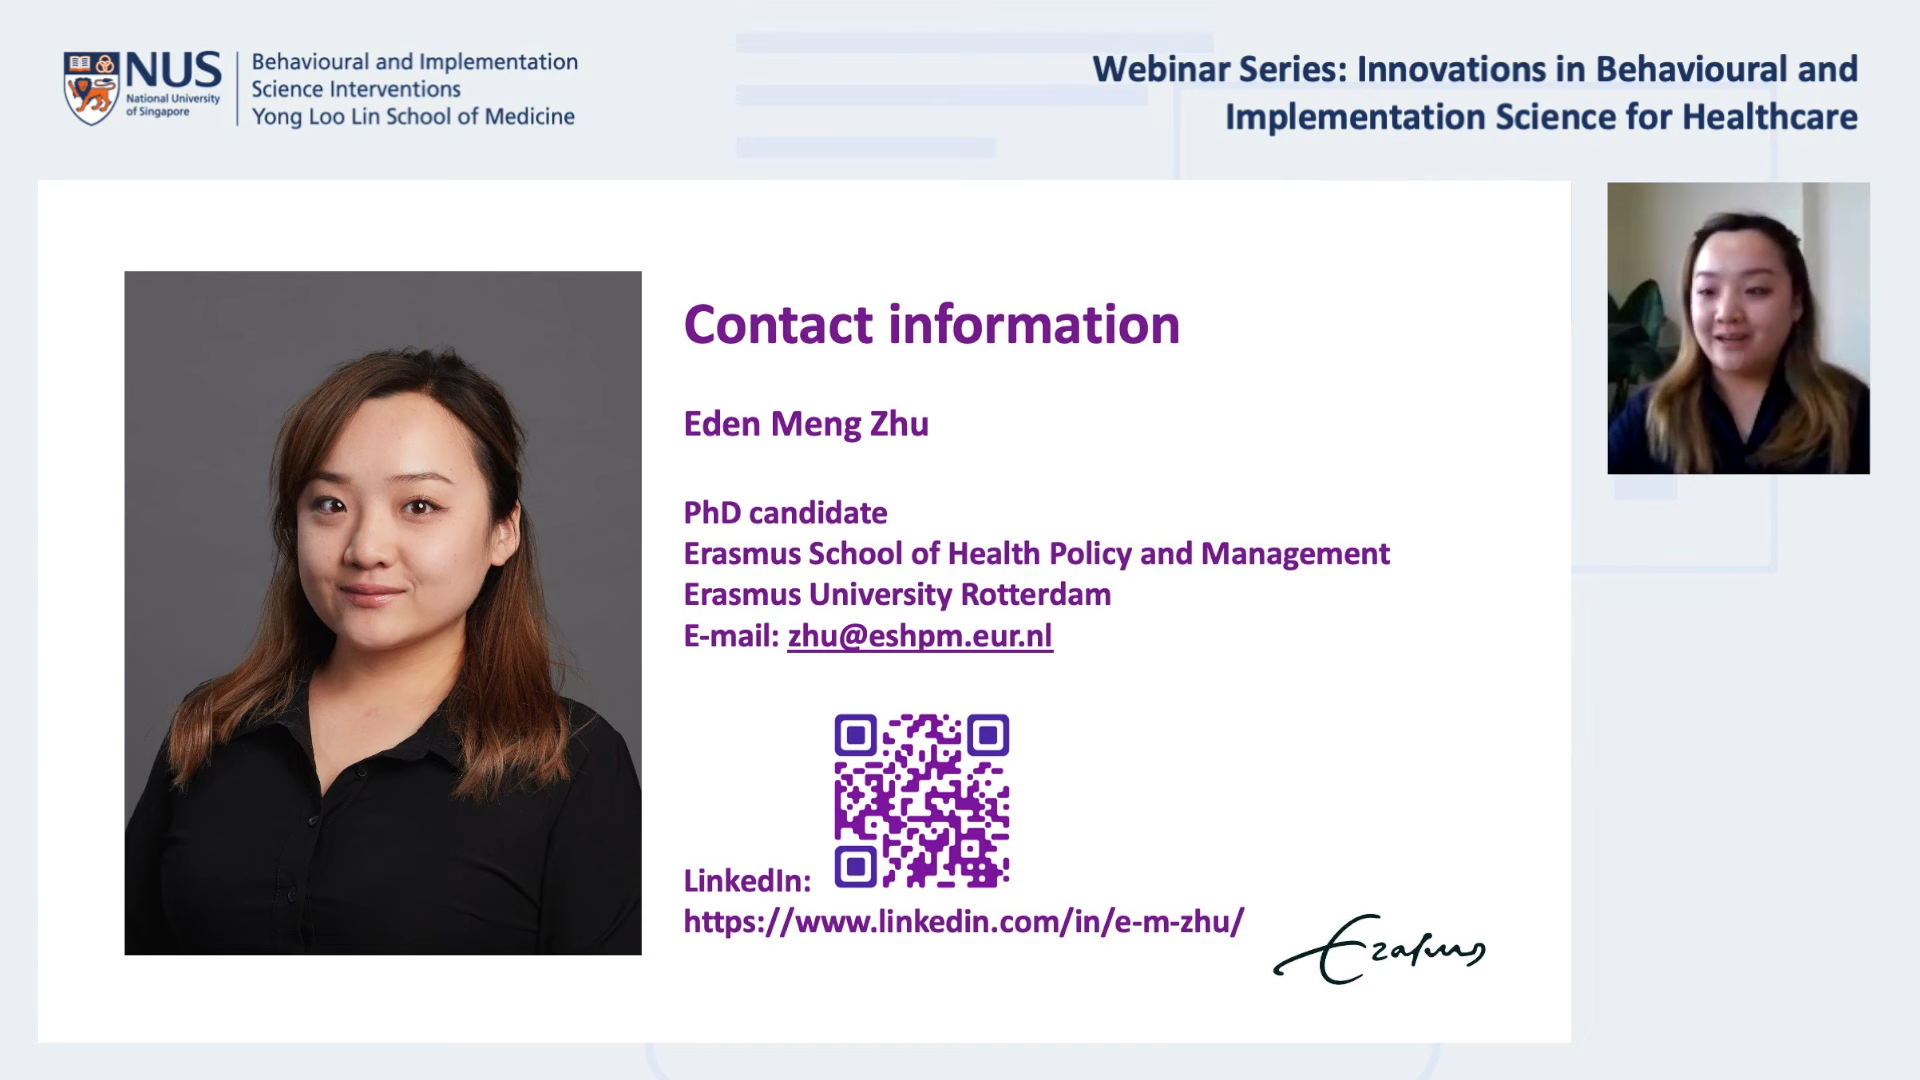 NUS
National University
of Singapore
Behavioural and Implementation
Science Interventions
Yong Loo Lin School of Medicine
Webinar Series: Innovations in Behavioural and
Implementation Science for Healthcare
Contact information
Eden Meng Zhu
PhD candidate
Erasmus School of Health Policy and Management
Erasmus University Rotterdam
E-mail: zhu@eshpm.eur.nl
LinkedIn:
https://www.linkedin.com/in/e-m-zhu/
Erasmus